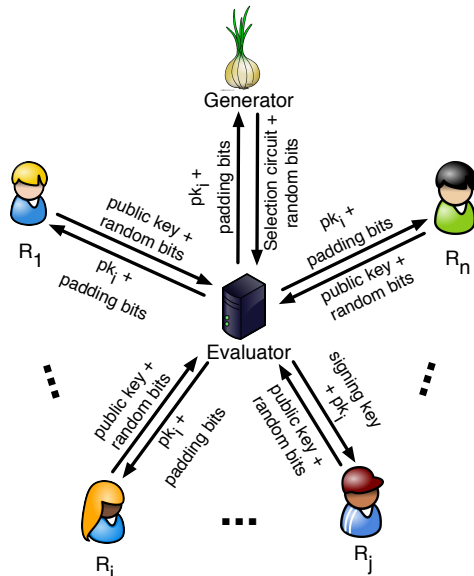 Generator
pk_i +
padding bits
Selection circuit +
random bits
R_1
public key +
random bits
pk_i +
padding bits
pk_i +
padding bits
public key +
random bits
R_n
Evaluator
public key +
random bits
pk_i +
padding bits
signing key
+ pk_i
public key +
random bits
R_i
R_j